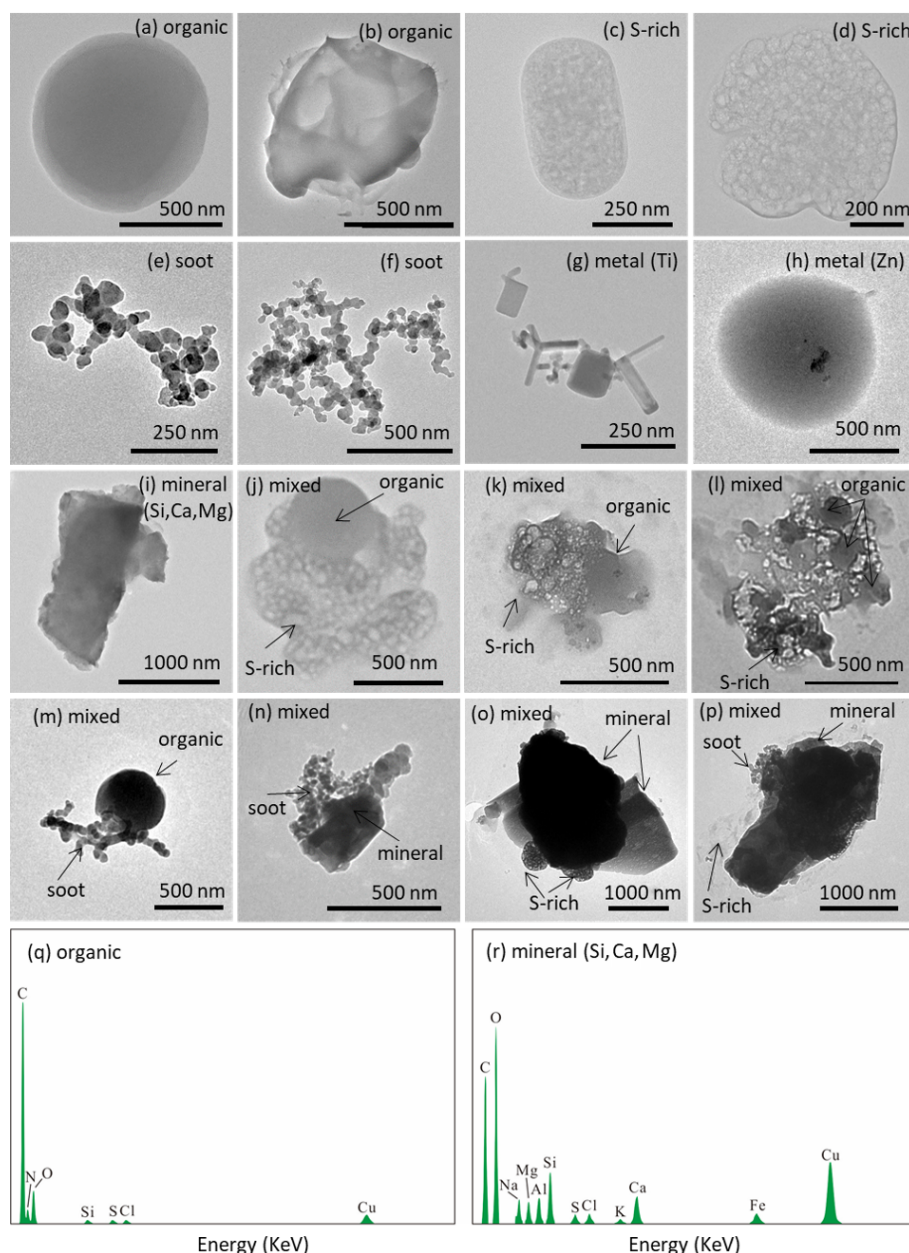 (a) organic
500 nm
(b) organic
500 nm
(c) S-rich
250 nm
(d) S-rich
200 nm
(e) soot
250 nm
(f) soot
500 nm
(g) metal (Ti)
250 nm
(h) metal (Zn)
500 nm
(i) mineral
(Si,Ca,Mg)
1000 nm
(j) mixed
organic
S-rich
500 nm
(k) mixed
organic
S-rich
500 nm
(l) mixed
organic
S-rich
500 nm
(m) mixed
organic
soot
500 nm
(n) mixed
soot
mineral
500 nm
(o) mixed
mineral
S-rich
1000 nm
(p) mixed
mineral
soot
S-rich
1000 nm
(q) organic
C
N
O
Si
S
Cl
Cu
Energy (KeV)
(r) mineral (Si,Ca,Mg)
C
O
Na
Mg
Al
Si
S
Cl
K
Ca
Fe
Cu
Energy (KeV)